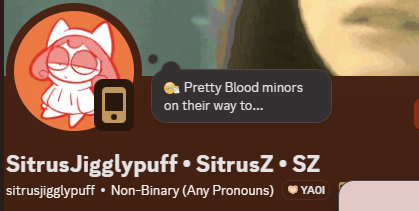 Pretty Blood minors
on their way to...
SitrusJigglypuff • SitrusZ • SZ
sitrusjigglypuff • Non-Binary (Any Pronouns) YAOI